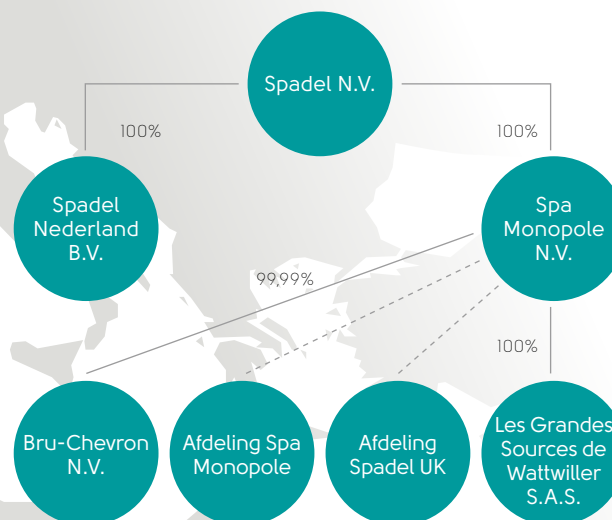 Spadel N.V.
100%
100%
Spadel
Nederland
B.V.
Spa
Monopole
N.V.
99,99%
100%
Bru-Chevron
N.V.
Afdeling Spa
Monopole
Afdeling
Spadel UK
Les Grandes
Sources de
Wattwiller
S.A.S.